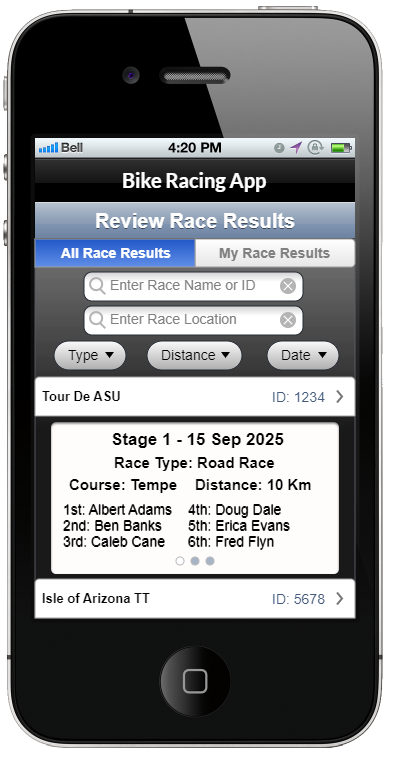 Bell 4:20 PM
Bike Racing App
Review Race Results
All Race Results My Race Results
Enter Race Name or ID
Enter Race Location
Type Distance Date
Tour De ASU ID: 1234
Stage 1 - 15 Sep 2025
Race Type: Road Race
Course: Tempe Distance: 10 Km
1st: Albert Adams 4th: Doug Dale
2nd: Ben Banks 5th: Erica Evans
3rd: Caleb Cane 6th: Fred Flyn
Isle of Arizona TT ID: 5678